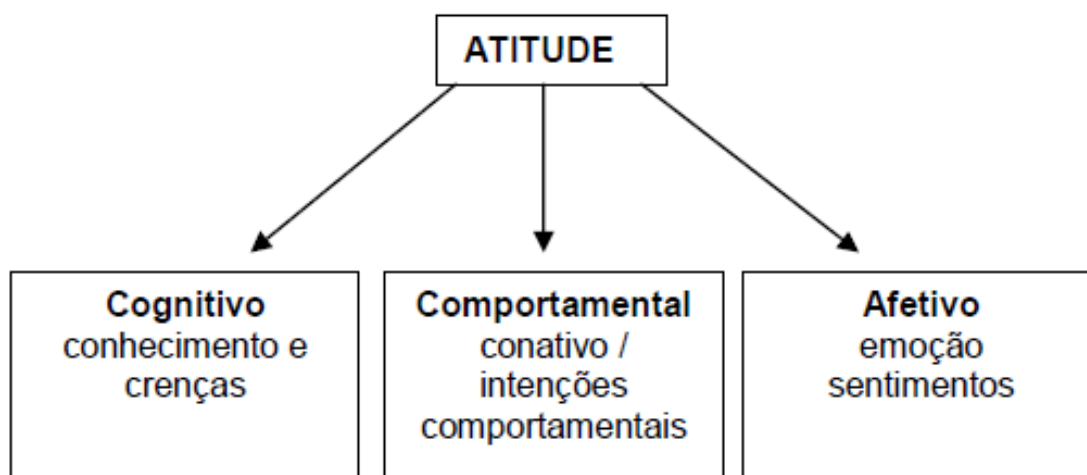 ATITUDE
Cognitivo
conhecimento e
crenças
Comportamental
conativo /
intenções
comportamentais
Afetivo
emoção
sentimentos